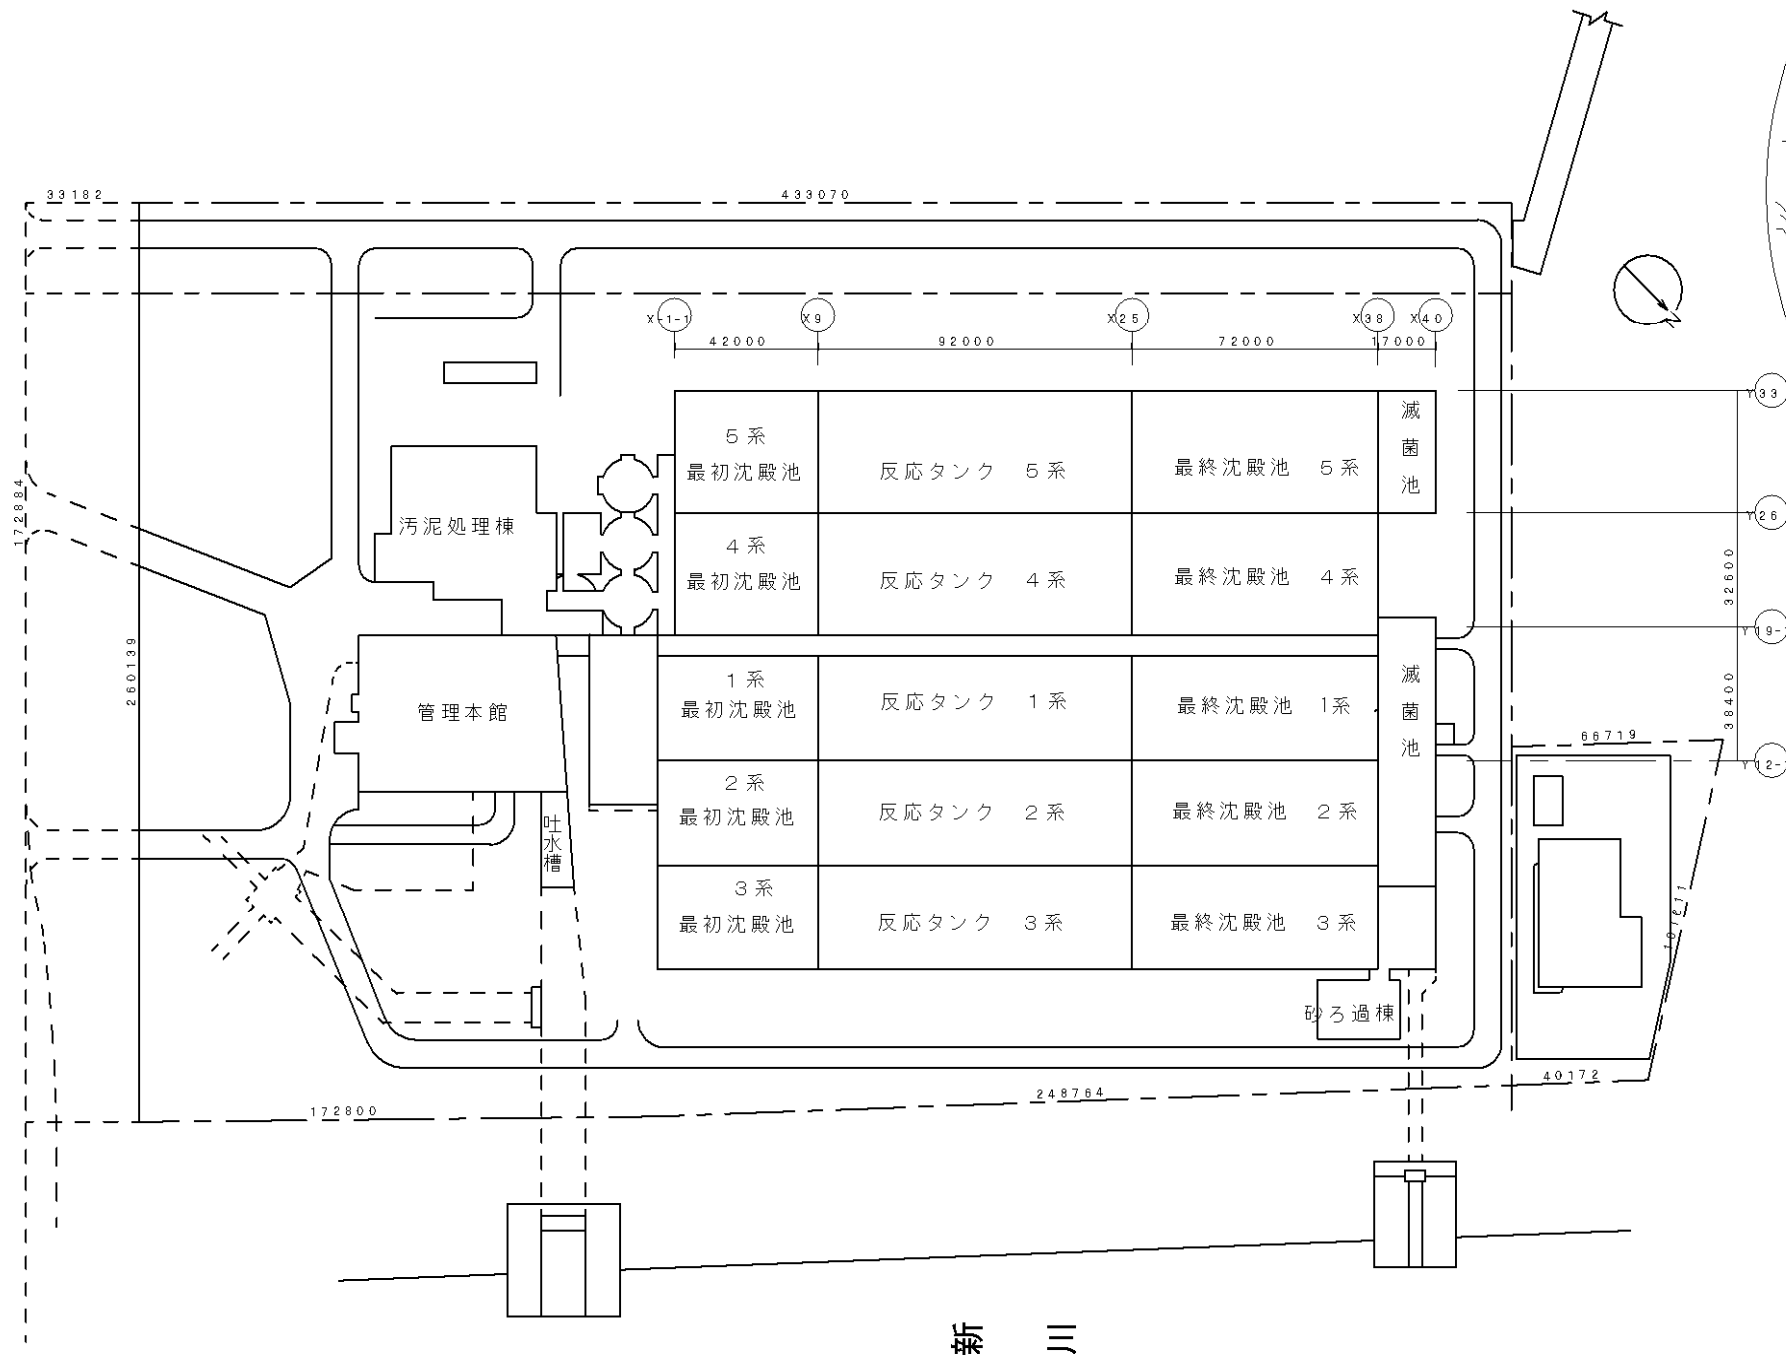 33182
433070
X-1-1
X9
X25
X38
X40
42000
92000
72000
17000
Y33
5系
最初沈殿池
反応タンク 5系
最終沈殿池 5系
滅菌池
172884
汚泥処理棟
Y26
4系
最初沈殿池
反応タンク 4系
最終沈殿池 4系
32600
260139
管理本館
1系
最初沈殿池
反応タンク 1系
最終沈殿池 1系
滅菌池
38400
66719
2系
最初沈殿池
反応タンク 2系
最終沈殿池 2系
吐水槽
3系
最初沈殿池
反応タンク 3系
最終沈殿池 3系
砂ろ過棟
172800
248764
40172
新川